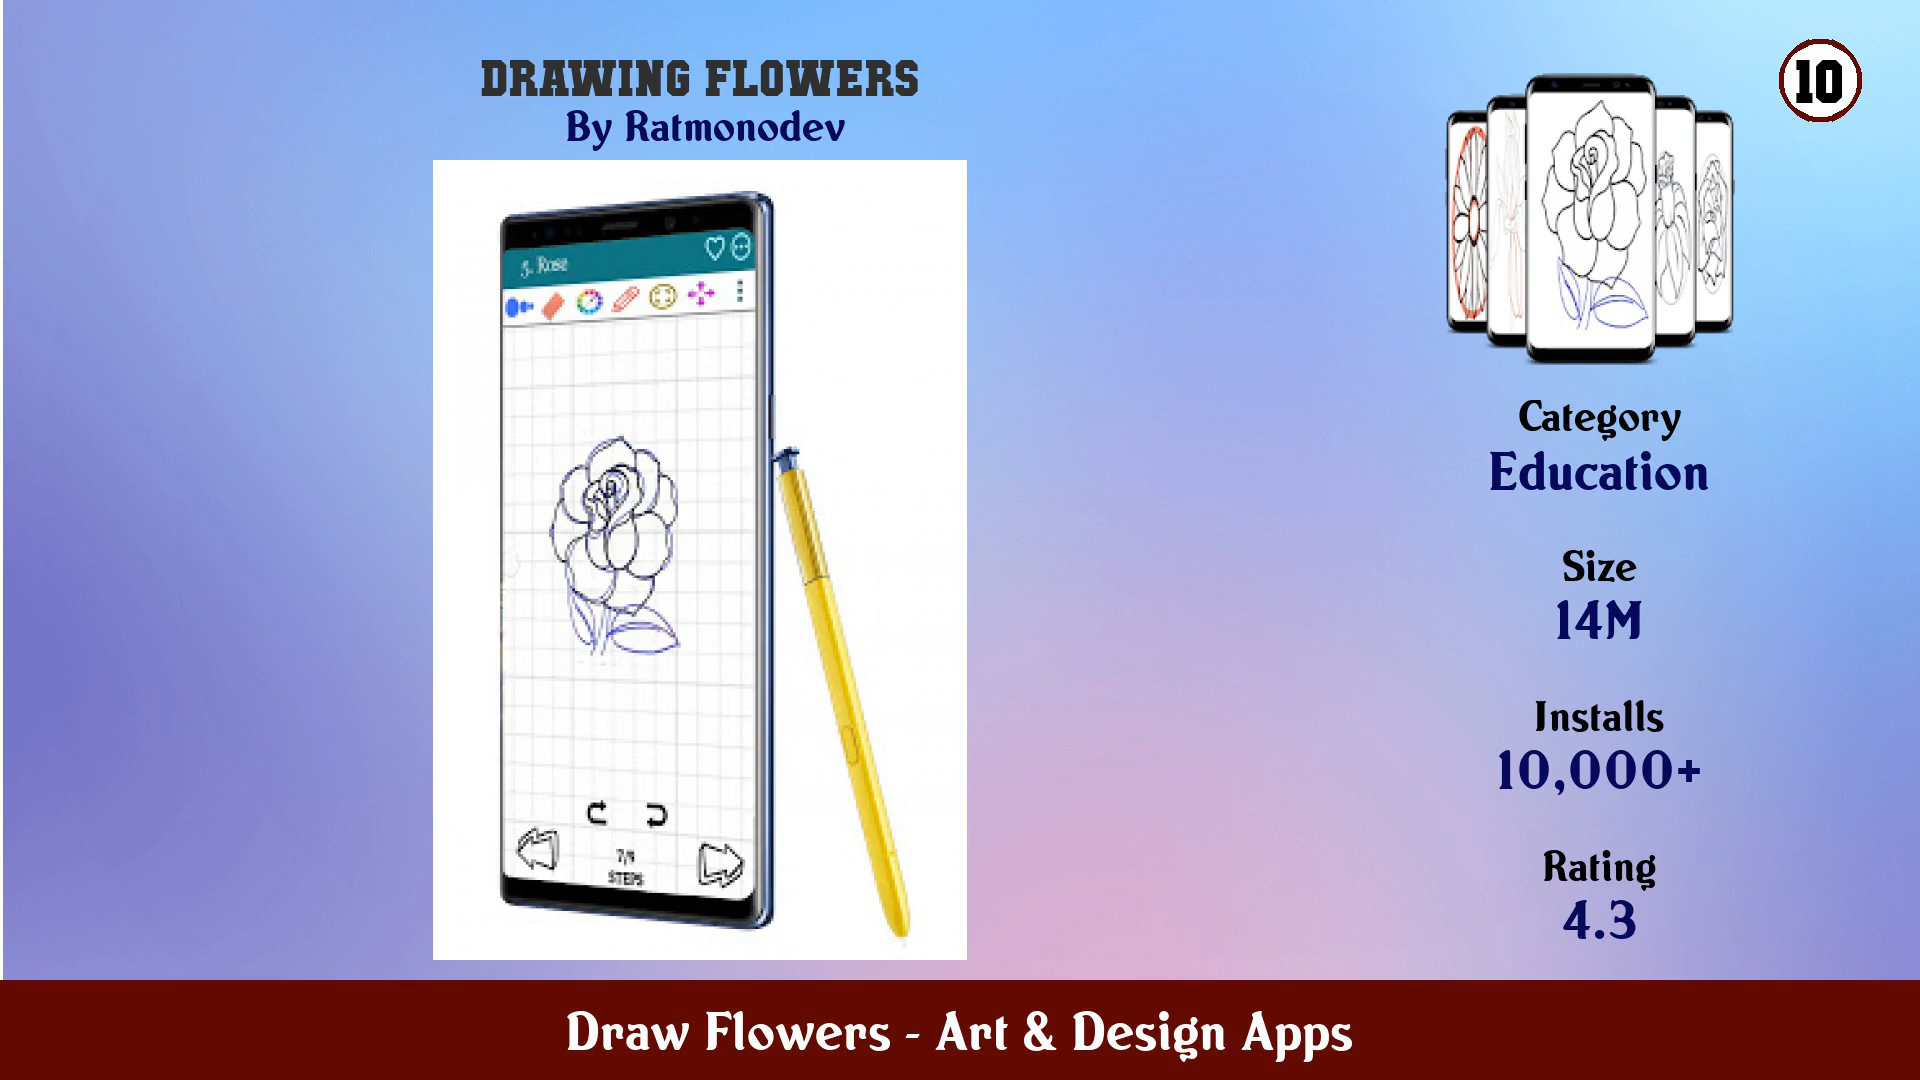 DRAWING FLOWERS
By Ratmonodev
10
5. Rose
7/9
STEPS
Category
Education
Size
14M
Installs
10,000+
Rating
4.3
Draw Flowers - Art & Design Apps